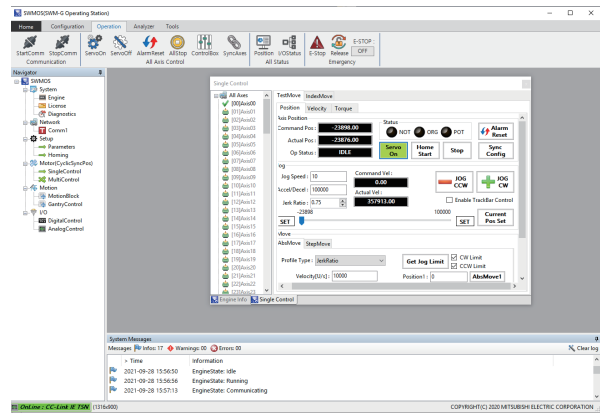 SWMOS(SWM-G Operating Station)
Home Configuration Operation Analyzer Tools
StartComm StopComm ServoOn ServoOff AlarmReset AllStop ControlBox SyncAxes Position I/OStatus E-Stop Release E-STOP : OFF
Communication All Axis Control All Status Emergency
Navigator
SWMOS
System
Engine
License
Diagnostics
Network
Comm1
Setup
Parameters
Homing
Motor(CyclicSyncPos)
SingleControl
MultiControl
Motion
MotionBlock
GantryControl
I/O
DigitalControl
AnalogControl
Single Control
All Axes
[00]Axis00
[01]Axis01
[02]Axis02
[03]Axis03
[04]Axis04
[05]Axis05
[06]Axis06
[07]Axis07
[08]Axis08
[09]Axis09
[10]Axis10
[11]Axis11
[12]Axis12
[13]Axis13
[14]Axis14
[15]Axis15
[16]Axis16
[17]Axis17
[18]Axis18
[19]Axis19
[20]Axis20
[21]Axis21
[22]Axis22
[23]Axis23
TestMove IndexMove
Position Velocity Torque
Axis Position
Command Pos : -23898.00
Actual Pos : -23876.00
Op Status : IDLE
Status
NOT ORG POT
Alarm Reset
Servo On Home Start Stop Sync Config
Jog
Jog Speed : 10
Accel/Decel : 100000
Jerk Ratio : 0.75
Command Vel :
0.00
Actual Vel :
357913.00
JOG CCW JOG CW
Enable TrackBar Control
-23898 100000
SET SET Current Pos Set
Move
AbsMove StepMove
Profile Type : JerkRatio Get Jog Limit CW Limit
CCW Limit
Velocity(U/s) : 10000 Position1 : 0 AbsMove1
Engine Info Single Control
System Messages
Messages Infos: 17 Warnings: 00 Errors: 00 Clear log
Time Information
2021-09-28 15:56:50 EngineState: Idle
2021-09-28 15:56:56 EngineState: Running
2021-09-28 15:57:13 EngineState: Communicating
OnLine : CC-Link IE TSN (1316x800) COPYRIGHT(C) 2020 MITSUBISHI ELECTRIC CORPORATION